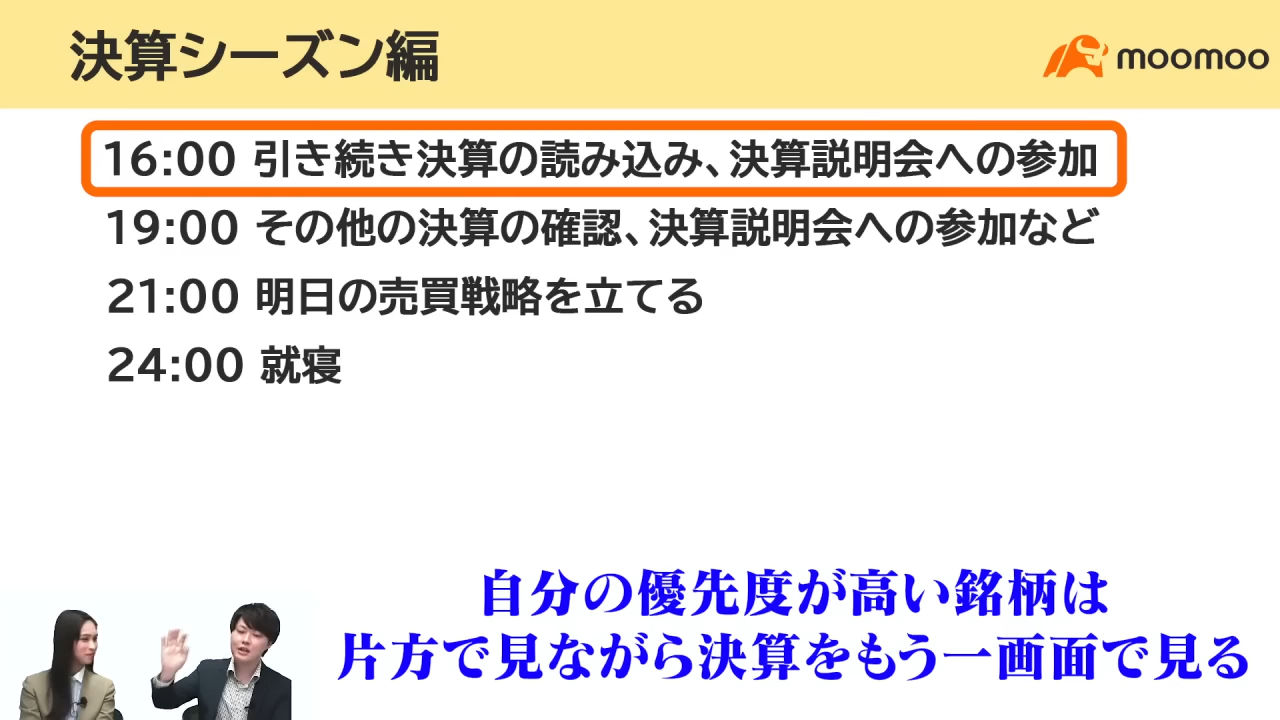 決算シーズン編
moomoo
16:00 引き続き決算の読み込み、決算説明会への参加
19:00 その他の決算の確認、決算説明会への参加など
21:00 明日の売買戦略を立てる
24:00 就寝
自分の優先度が高い銘柄は
片方で見ながら決算をもう一画面で見る